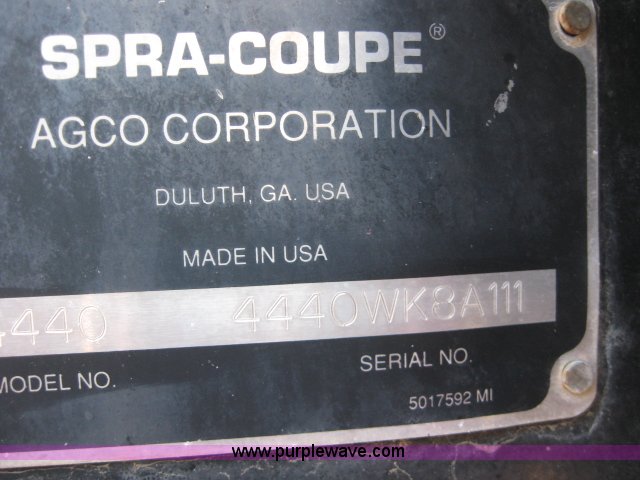 SPRA-COUPE®
AGCO CORPORATION
DULUTH, GA. USA
MADE IN USA
4440 4440WK8A111
MODEL NO. SERIAL NO.
5017592 MI
www.purplewave.com